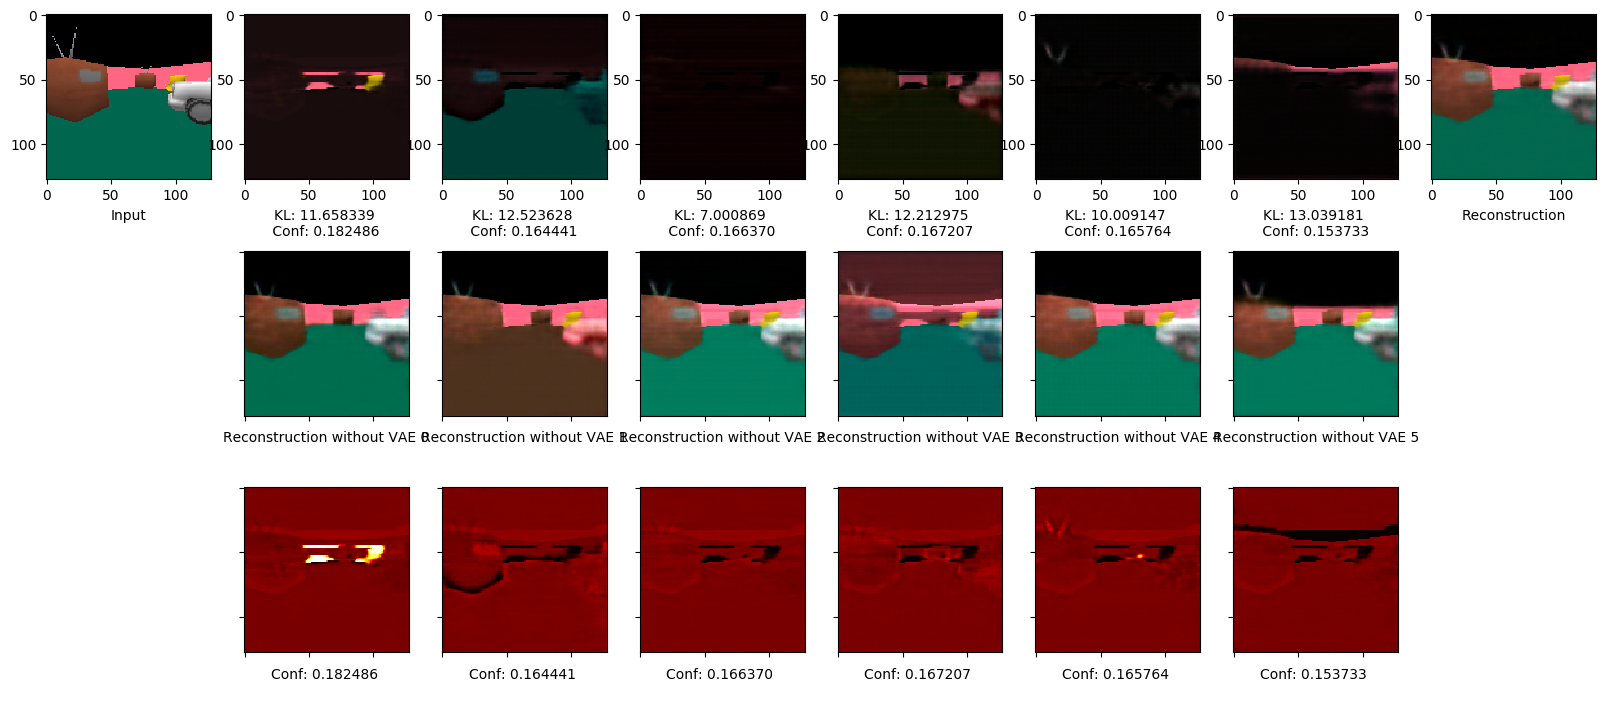 0
50
100
0 50 100
Input
0
50
100
0 50 100
KL: 11.658339
Conf: 0.182486
0
50
100
0 50 100
KL: 12.523628
Conf: 0.164441
0
50
100
0 50 100
KL: 7.000869
Conf: 0.166370
0
50
100
0 50 100
KL: 12.212975
Conf: 0.167207
0
50
100
0 50 100
KL: 10.009147
Conf: 0.165764
0
50
100
0 50 100
KL: 13.039181
Conf: 0.153733
0
50
100
0 50 100
Reconstruction
Reconstruction without VAE 0
Reconstruction without VAE 1
Reconstruction without VAE 2
Reconstruction without VAE 3
Reconstruction without VAE 4
Reconstruction without VAE 5
Conf: 0.182486
Conf: 0.164441
Conf: 0.166370
Conf: 0.167207
Conf: 0.165764
Conf: 0.153733